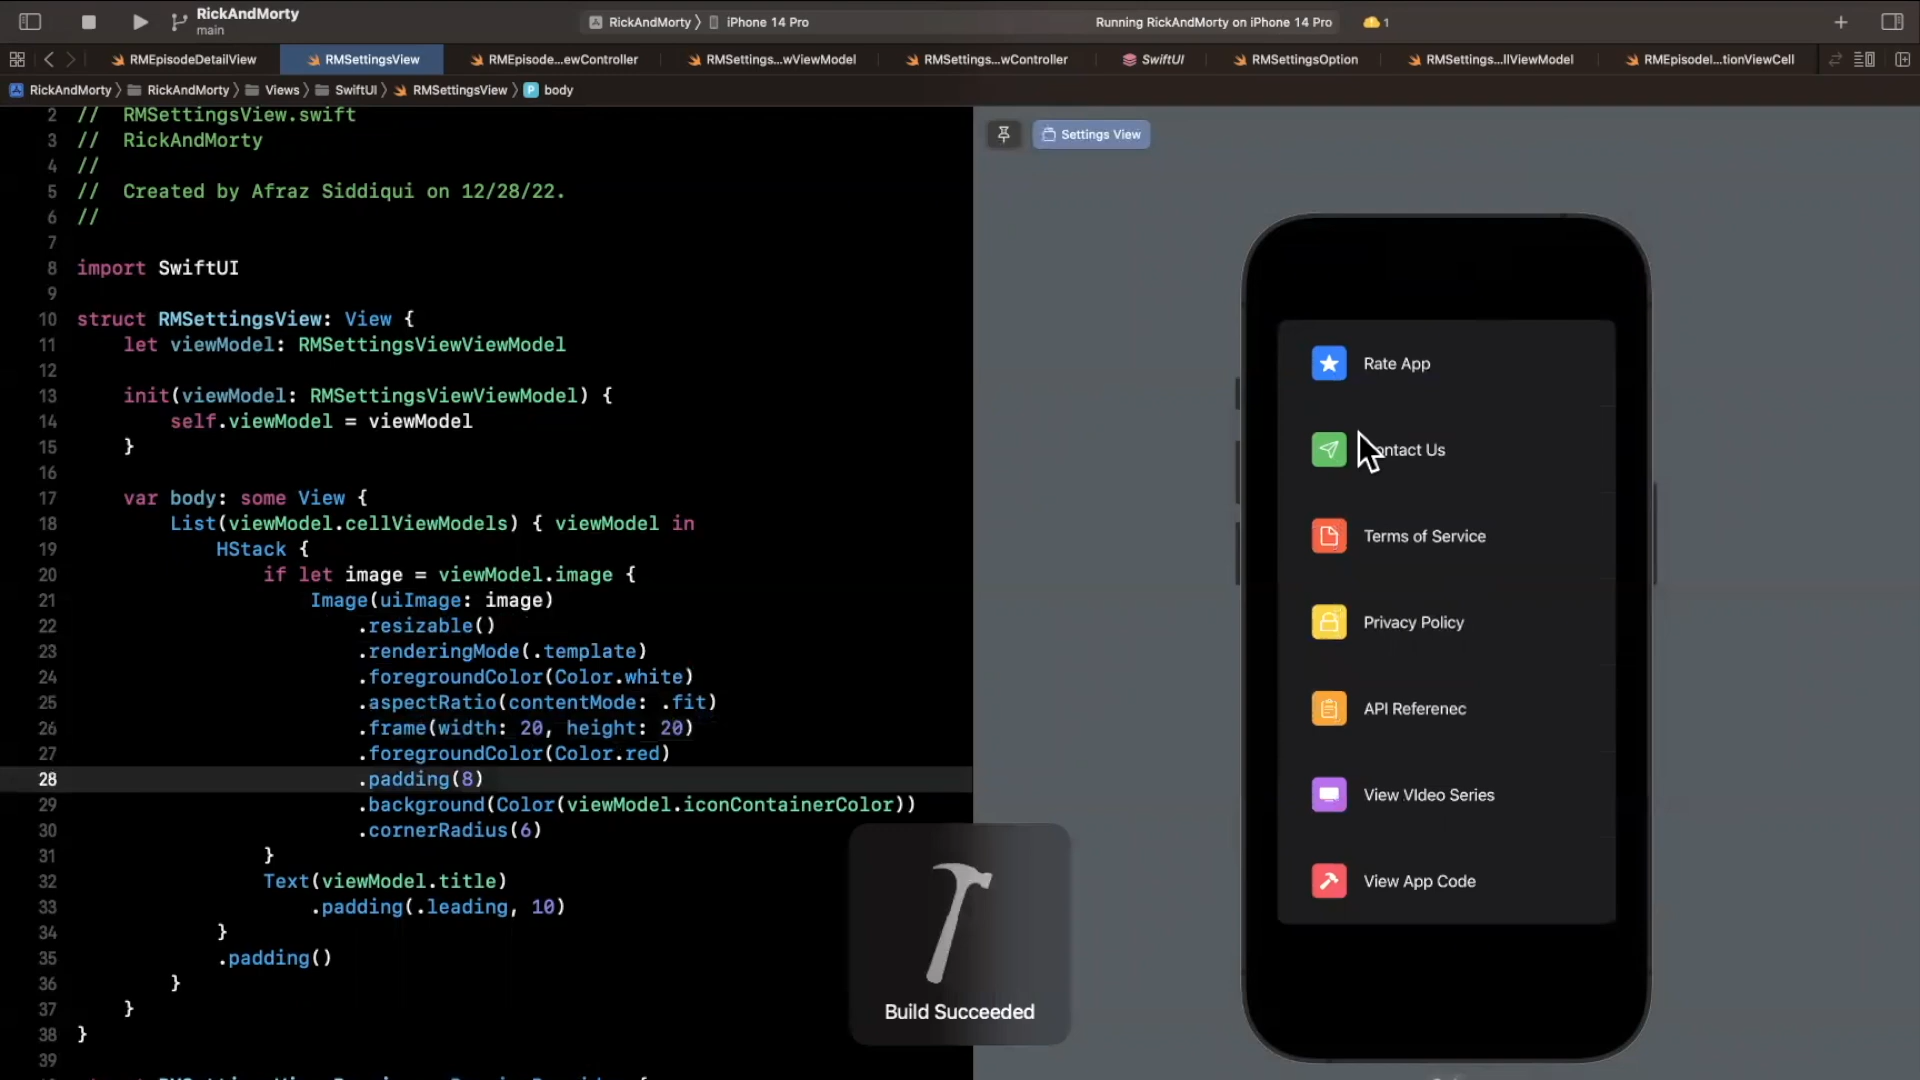 RickAndMorty
main
RickAndMorty
iPhone 14 Pro
Running RickAndMorty on iPhone 14 Pro
1
RMEpisodeDetailView
RMSettingsView
RMEpisode...ewController
RMSettings...wViewModel
RMSettings...wController
SwiftUI
RMSettingsOption
RMSettings...llViewModel
RMEpisodeI...tionViewCell
RickAndMorty
RickAndMorty
Views
SwiftUI
RMSettingsView
P body
2 // RMSettingsView.swift
3 // RickAndMorty
4 //
5 // Created by Afraz Siddiqui on 12/28/22.
6 //
7
8 import SwiftUI
9
10 struct RMSettingsView: View {
11 let viewModel: RMSettingsViewViewModel
12
13 init(viewModel: RMSettingsViewViewModel) {
14 self.viewModel = viewModel
15 }
16
17 var body: some View {
18 List(viewModel.cellViewModels) { viewModel in
19 HStack {
20 if let image = viewModel.image {
21 Image(uiImage: image)
22 .resizable()
23 .renderingMode(.template)
24 .foregroundColor(Color.white)
25 .aspectRatio(contentMode: .fit)
26 .frame(width: 20, height: 20)
27 .foregroundColor(Color.red)
28 .padding(8)
29 .background(Color(viewModel.iconContainerColor))
30 .cornerRadius(6)
31 }
32 Text(viewModel.title)
33 .padding(.leading, 10)
34 }
35 .padding()
36 }
37 }
38 }
39
Settings View
Rate App
ontact Us
Terms of Service
Privacy Policy
API Referenec
View VIdeo Series
View App Code
Build Succeeded